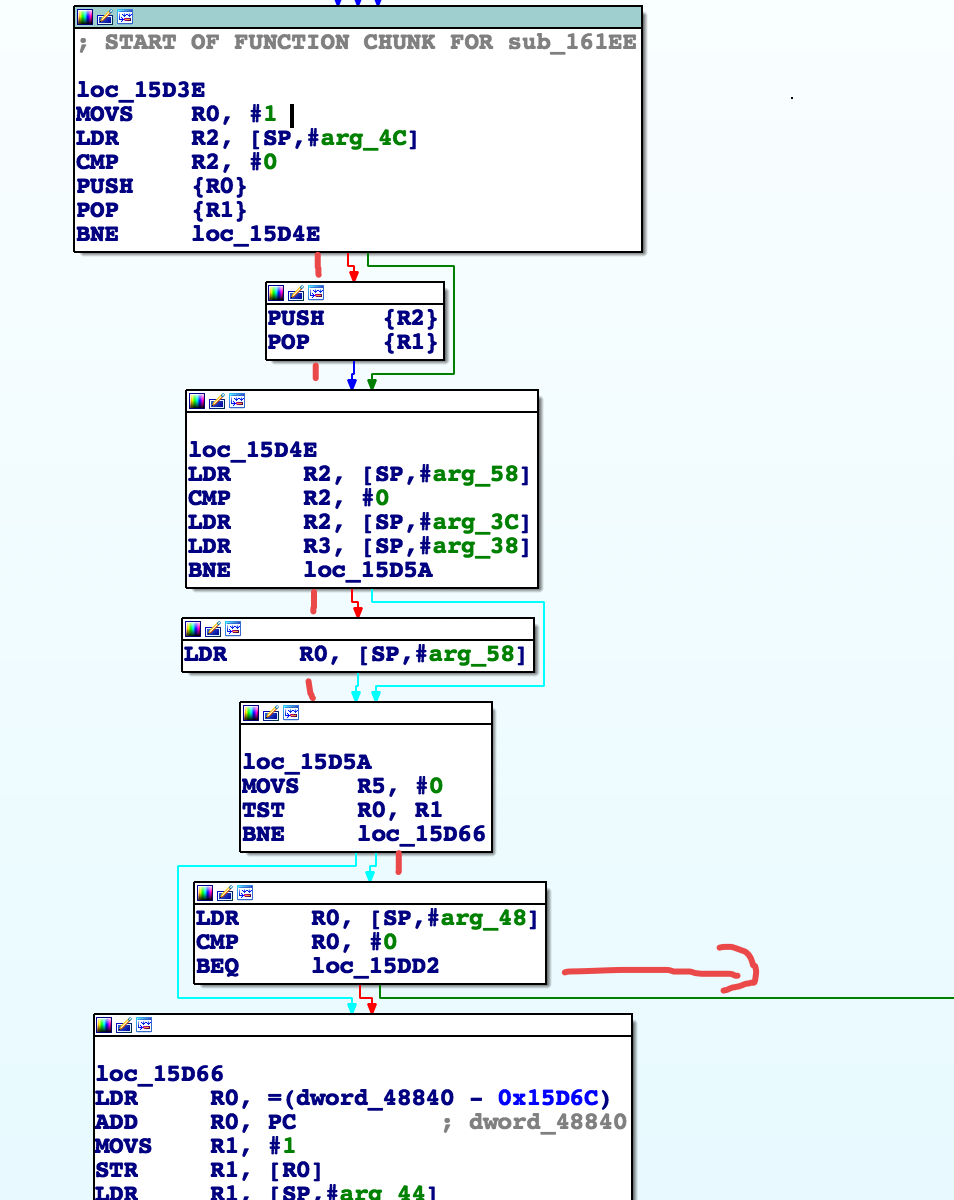 ; START OF FUNCTION CHUNK FOR sub_161EE
loc_15D3E
MOVS R0, #1
LDR R2, [SP,#arg_4C]
CMP R2, #0
PUSH {R0}
POP {R1}
BNE loc_15D4E
PUSH {R2}
POP {R1}
loc_15D4E
LDR R2, [SP,#arg_58]
CMP R2, #0
LDR R2, [SP,#arg_3C]
LDR R3, [SP,#arg_38]
BNE loc_15D5A
LDR R0, [SP,#arg_58]
loc_15D5A
MOVS R5, #0
TST R0, R1
BNE loc_15D66
LDR R0, [SP,#arg_48]
CMP R0, #0
BEQ loc_15DD2
loc_15D66
LDR R0, =(dword_48840 - 0x15D6C)
ADD R0, PC ; dword_48840
MOVS R1, #1
STR R1, [R0]
LDR R1, [SP,#arg_44]